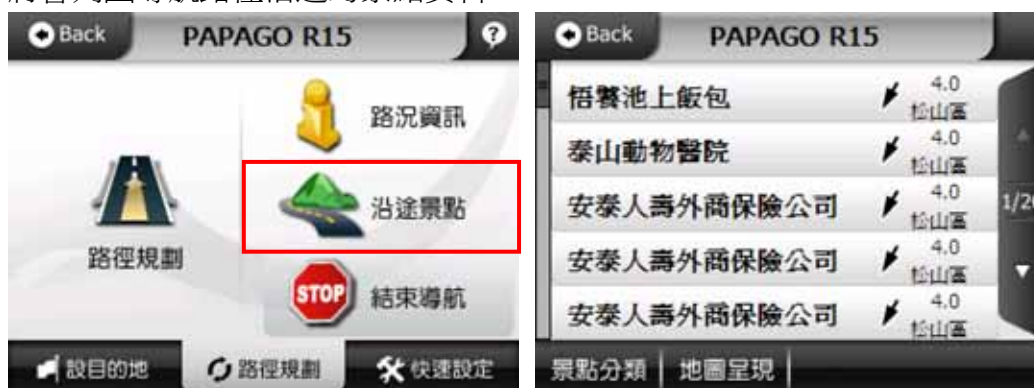 Back PAPAGO R15 ?
路況資訊
沿途景點
路徑規劃
STOP 結束導航
設目的地 路徑規劃 快速設定
Back PAPAGO R15
悟饕池上飯包 4.0
松山區
泰山動物醫院 4.0
松山區
安泰人壽外商保險公司 4.0
松山區
1/20
安泰人壽外商保險公司 4.0
松山區
安泰人壽外商保險公司 4.0
松山區
景點分類 地圖呈現